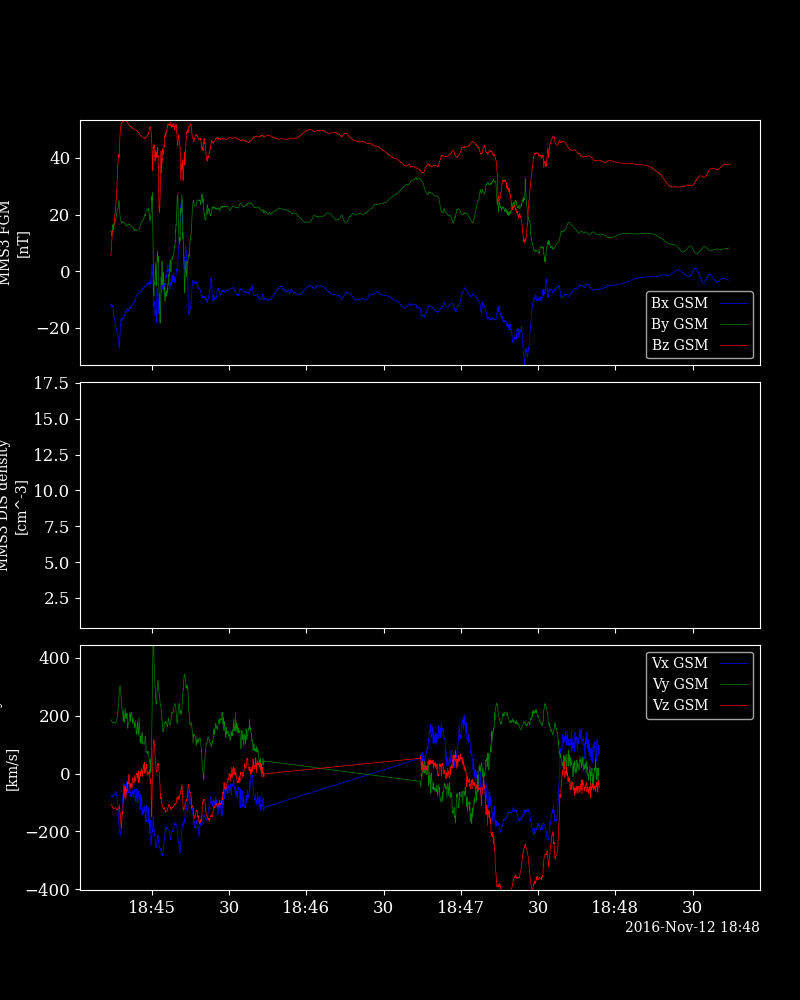 MMS3 FGM
[nT]
40
20
0
−20
Bx GSM
By GSM
Bz GSM
MMS3 DIS density
[cm^-3]
17.5
15.0
12.5
10.0
7.5
5.0
2.5
[km/s]
400
200
0
−200
−400
Vx GSM
Vy GSM
Vz GSM
18:45 30 18:46 30 18:47 30 18:48 30
2016-Nov-12 18:48